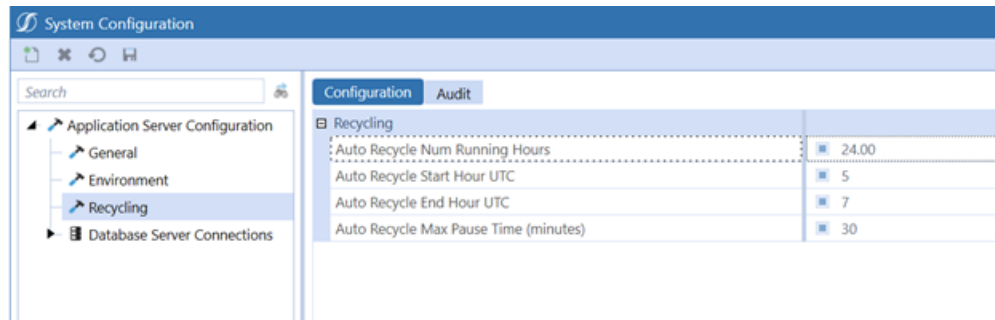 System Configuration
Search
Configuration
Audit
Application Server Configuration
General
Environment
Recycling
Database Server Connections
Recycling
Auto Recycle Num Running Hours 24.00
Auto Recycle Start Hour UTC 5
Auto Recycle End Hour UTC 7
Auto Recycle Max Pause Time (minutes) 30